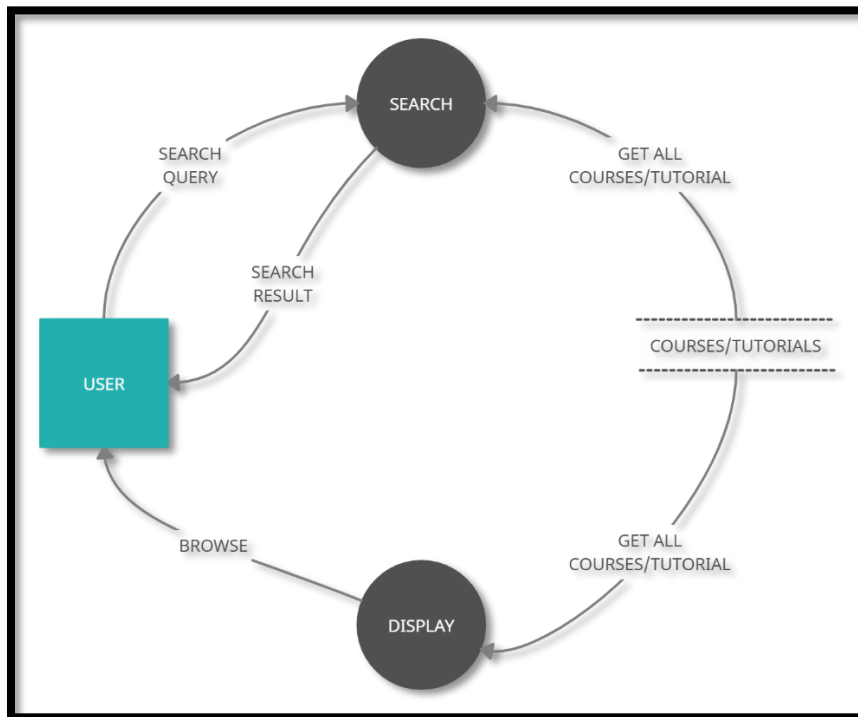 SEARCH
SEARCH
QUERY
GET ALL
COURSES/TUTORIAL
SEARCH
RESULT
COURSES/TUTORIALS
USER
BROWSE
GET ALL
COURSES/TUTORIAL
DISPLAY